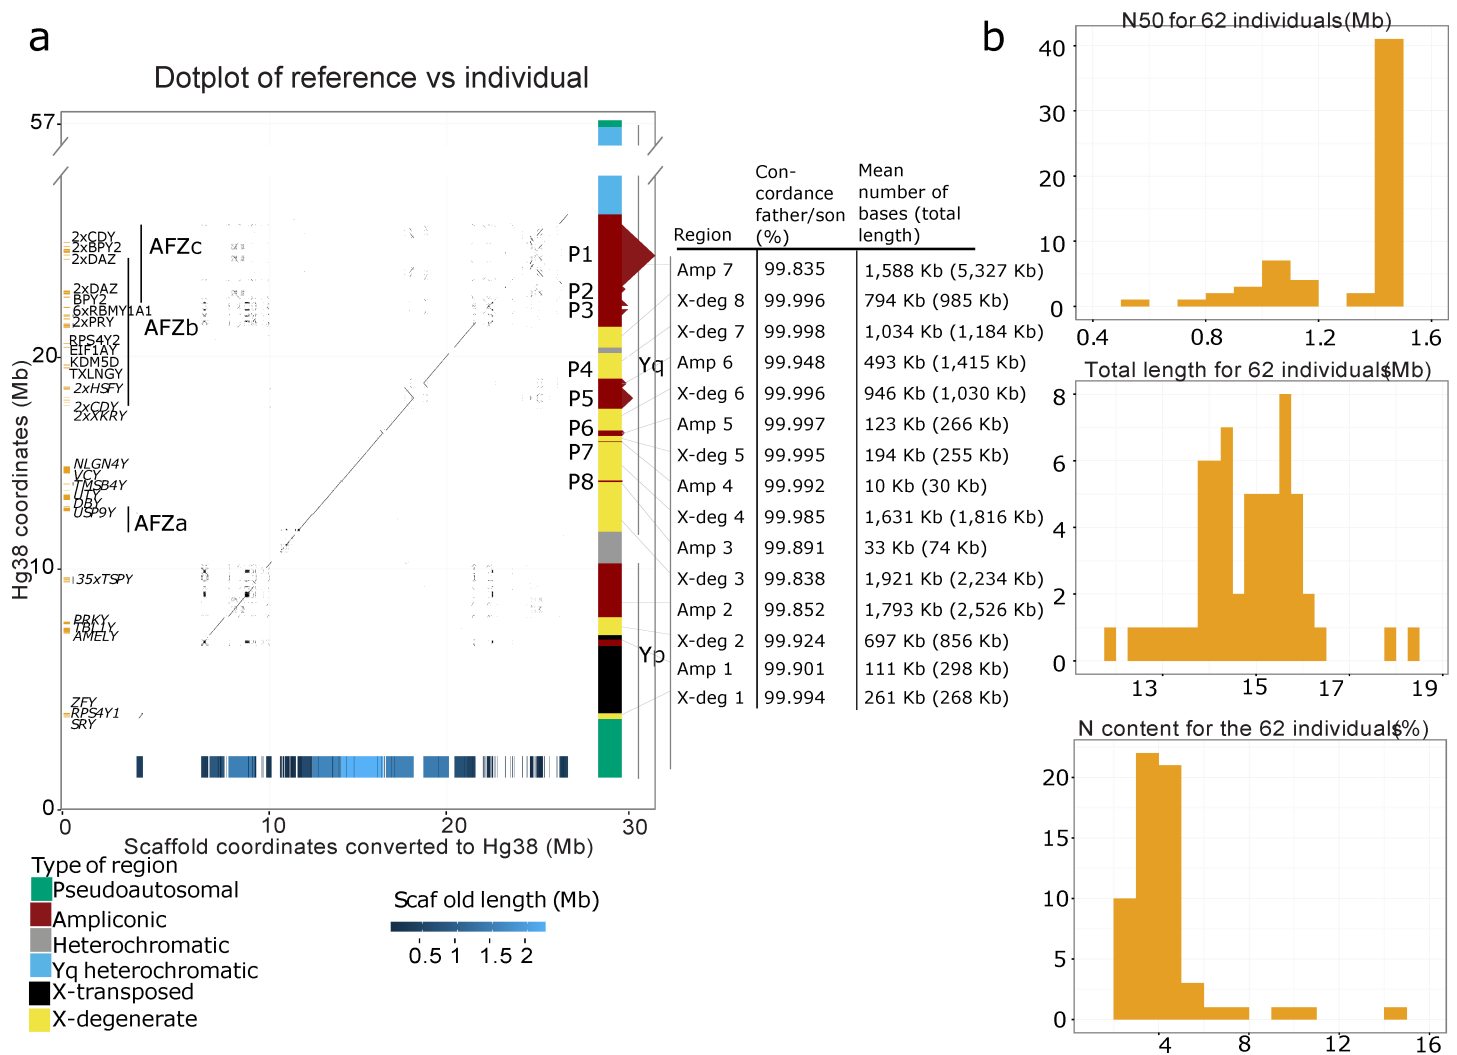 a
Dotplot of reference vs individual
57
20
10
0
Hg38 coordinates (Mb)
2xCDY
2xBPY2
2xDAZ
AFZc
2xDAZ
BPY2
6xRBMY1A1
2xPRY
AFZb
RPS4Y2
EIF1AY
KDM5D
TXLNGY
2xHSFY
2xCDY
2xXKRY
NLGN4Y
VCY
TMSB4Y
UTY
DBY
USP9Y
AFZa
35xTSPY
PRKY
TBL1Y
AMELY
ZFY
RPS4Y1
SRY
P1
P2
P3
P4
P5
P6
P7
P8
Yq
Yp
0 10 20 30
Scaffold coordinates converted to Hg38 (Mb)
Region Con-cordance father/son (%) Mean number of bases (total length)
Amp 7 99.835 1,588 Kb (5,327 Kb)
X-deg 8 99.996 794 Kb (985 Kb)
X-deg 7 99.998 1,034 Kb (1,184 Kb)
Amp 6 99.948 493 Kb (1,415 Kb)
X-deg 6 99.996 946 Kb (1,030 Kb)
Amp 5 99.997 123 Kb (266 Kb)
X-deg 5 99.995 194 Kb (255 Kb)
Amp 4 99.992 10 Kb (30 Kb)
X-deg 4 99.985 1,631 Kb (1,816 Kb)
Amp 3 99.891 33 Kb (74 Kb)
X-deg 3 99.838 1,921 Kb (2,234 Kb)
Amp 2 99.852 1,793 Kb (2,526 Kb)
X-deg 2 99.924 697 Kb (856 Kb)
Amp 1 99.901 111 Kb (298 Kb)
X-deg 1 99.994 261 Kb (268 Kb)
Type of region
Pseudoautosomal
Ampliconic
Heterochromatic
Yq heterochromatic
X-transposed
X-degenerate
Scaf old length (Mb)
0.5 1 1.5 2
b
N50 for 62 individuals (Mb)
40
30
20
10
0
0.4 0.8 1.2 1.6
Total length for 62 individuals (Mb)
8
6
4
2
0
13 15 17 19
N content for the 62 individuals (%)
20
15
10
5
0
4 8 12 16